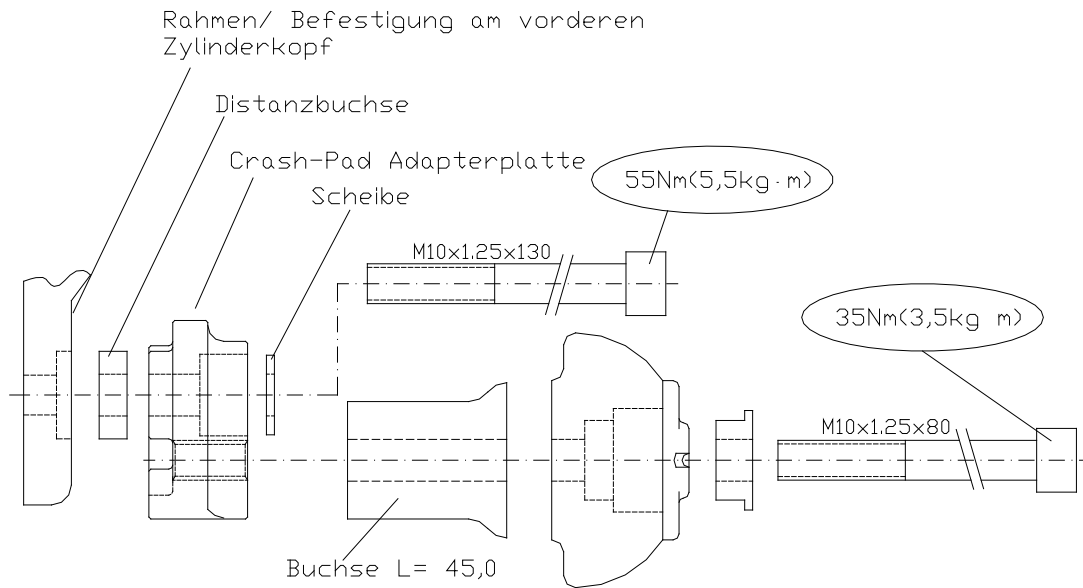 Rahmen/ Befestigung am vorderen
Zylinderkopf
Distanzbuchse
Crash-Pad Adapterplatte
Scheibe
55Nm(5,5kg·m)
M10x1.25x130
35Nm(3,5kg m)
M10x1.25x80
Buchse L= 45,0